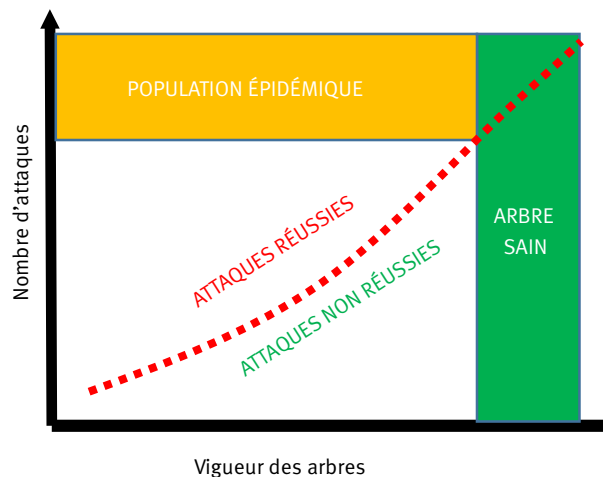 POPULATION ÉPIDÉMIQUE
Nombre d'attaques
ATTAQUES RÉUSSIES
ATTAQUES NON RÉUSSIES
ARBRE
SAIN
Vigueur des arbres